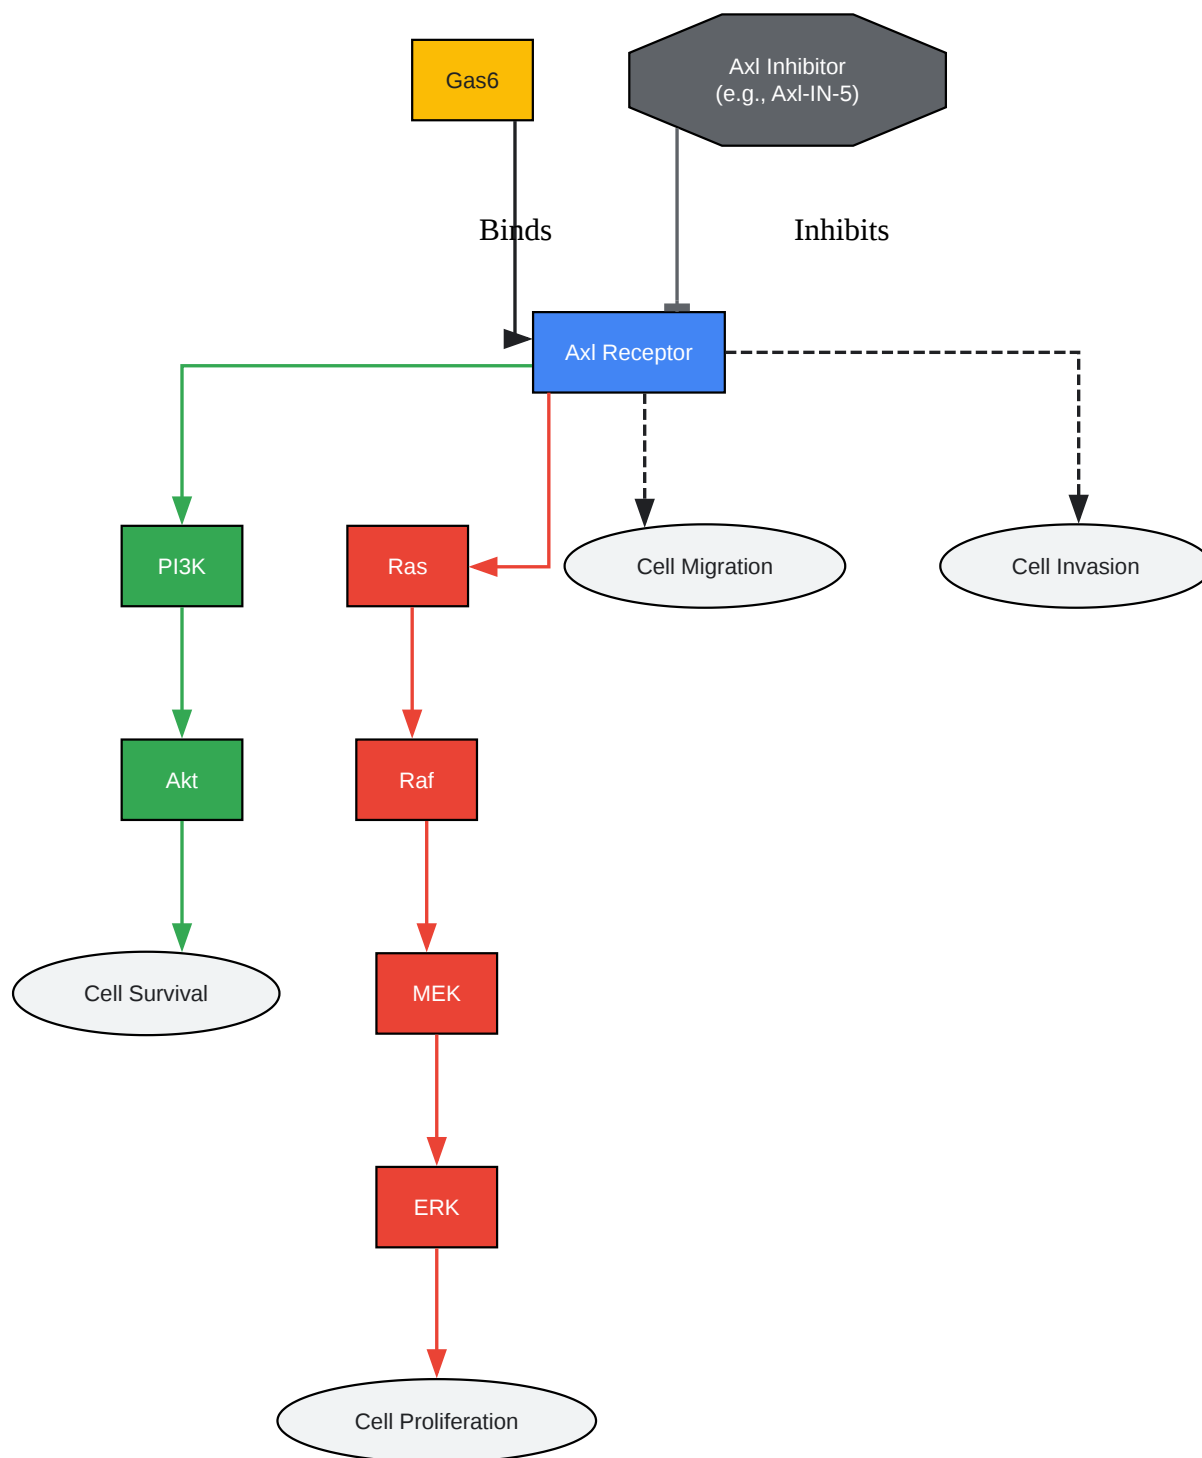 Gas6
Axl Inhibitor
(e.g., Axl-IN-5)
Binds
Inhibits
Axl Receptor
PI3K
Ras
Cell Migration
Cell Invasion
Akt
Raf
Cell Survival
MEK
ERK
Cell Proliferation